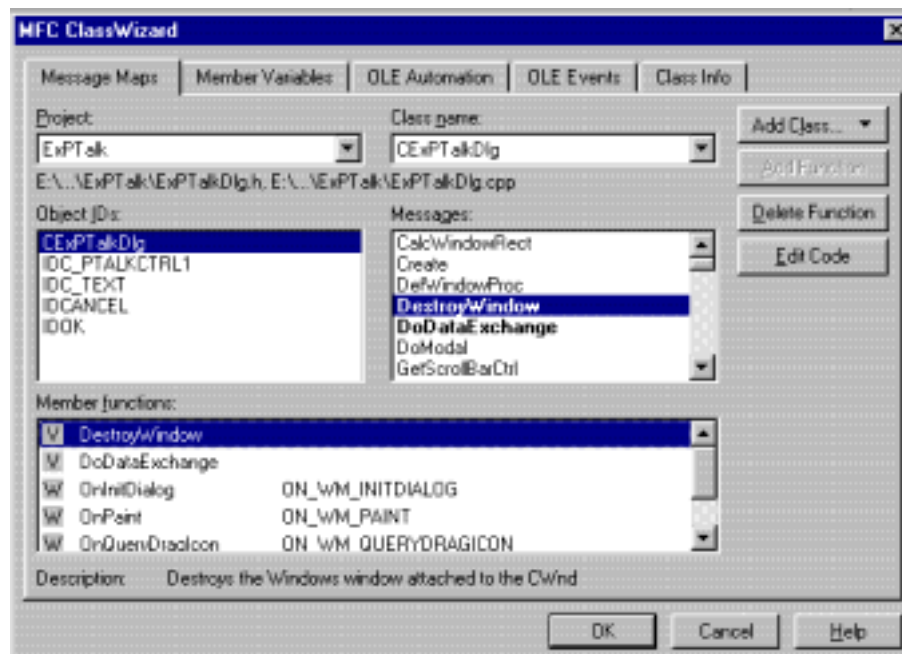 MFC ClassWizard
Message Maps Member Variables OLE Automation OLE Events Class Info
Project: Class name: Add Class...
ExPTalk CExPTalkDlg Add Function
E:\...\ExPTalk\ExPTalkDlg.h, E:\...\ExPTalk\ExPTalkDlg.cpp
Object IDs: Messages: Delete Function
CExPTalkDlg CalcWindowRect
IDC_PTALKCTRL1 Create Edit Code
IDC_TEXT DefWindowProc
IDCANCEL DestroyWindow
IDOK DoDataExchange
DoModal
GetScrollBarCtrl
Member functions:
V DestroyWindow
V DoDataExchange
W OnInitDialog ON_WM_INITDIALOG
W OnPaint ON_WM_PAINT
W OnQueryDragIcon ON_WM_QUERYDRAGICON
Description: Destroys the Windows window attached to the CWnd
OK Cancel Help